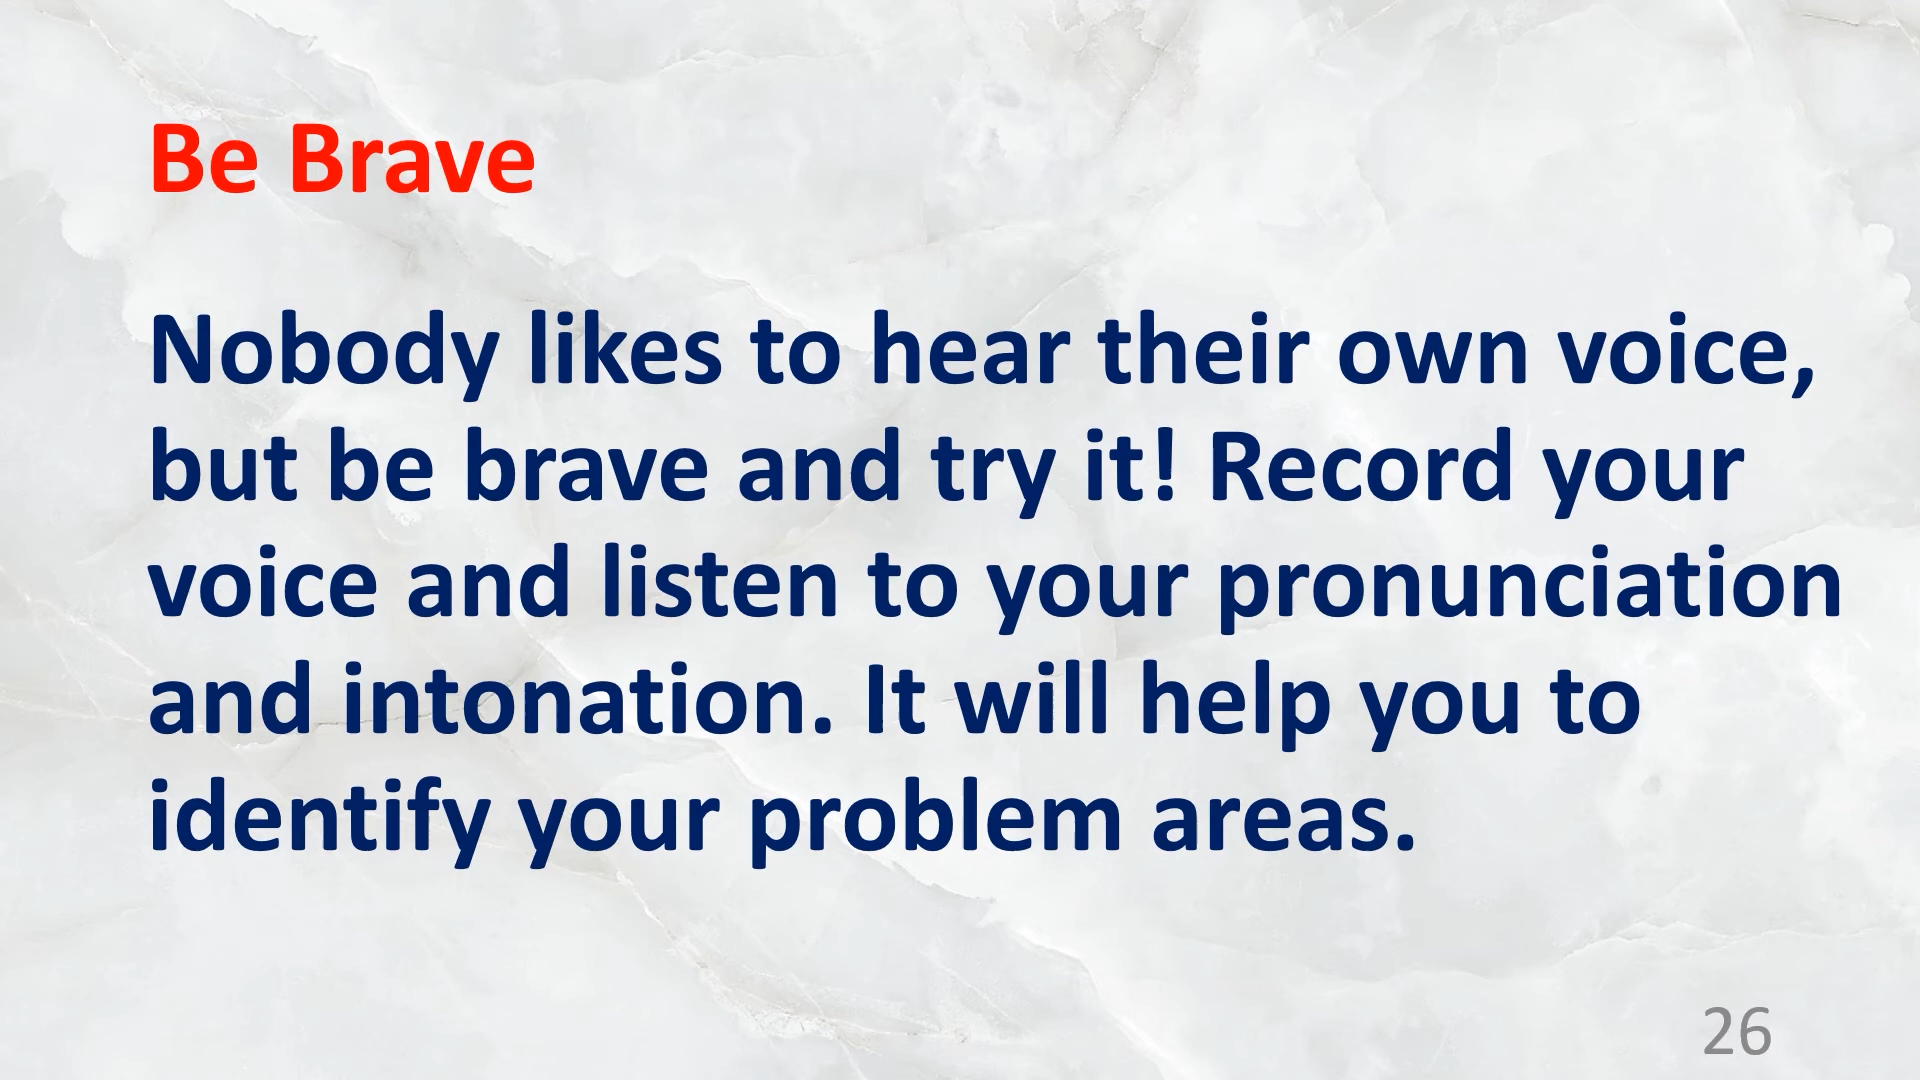 Be Brave
Nobody likes to hear their own voice,
but be brave and try it! Record your
voice and listen to your pronunciation
and intonation. It will help you to
identify your problem areas.
26